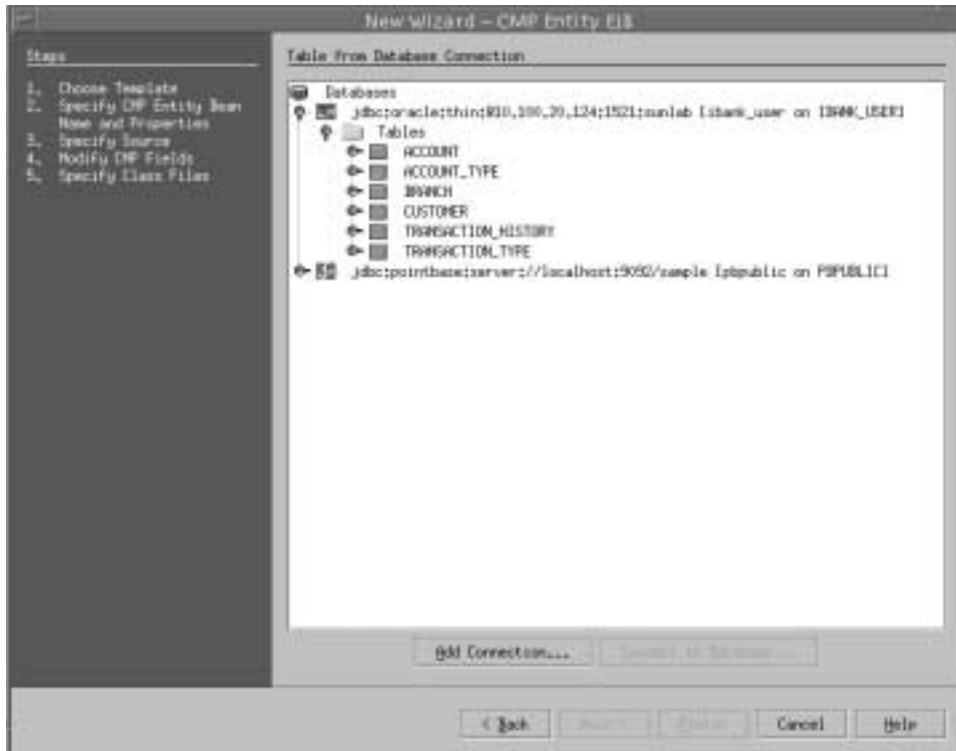 New Wizard - CMP Entity EJB
Steps
1. Choose Template
2. Specify CMP Entity Bean
Name and Properties
3. Specify Source
4. Modify CMP Fields
5. Specify Class Files
Table from Database Connection
Databases
jdbc:oracle:thin:@10.100.20.124:1521:sunlab [ibank_user on IBANK_USER]
Tables
ACCOUNT
ACCOUNT_TYPE
BRANCH
CUSTOMER
TRANSACTION_HISTORY
TRANSACTION_TYPE
jdbc:pointbase:server://localhost:9092/sample [pbpublic on PBPUBLIC]
Add Connection...
Connect to Database...
< Back
Next >
Finish
Cancel
Help